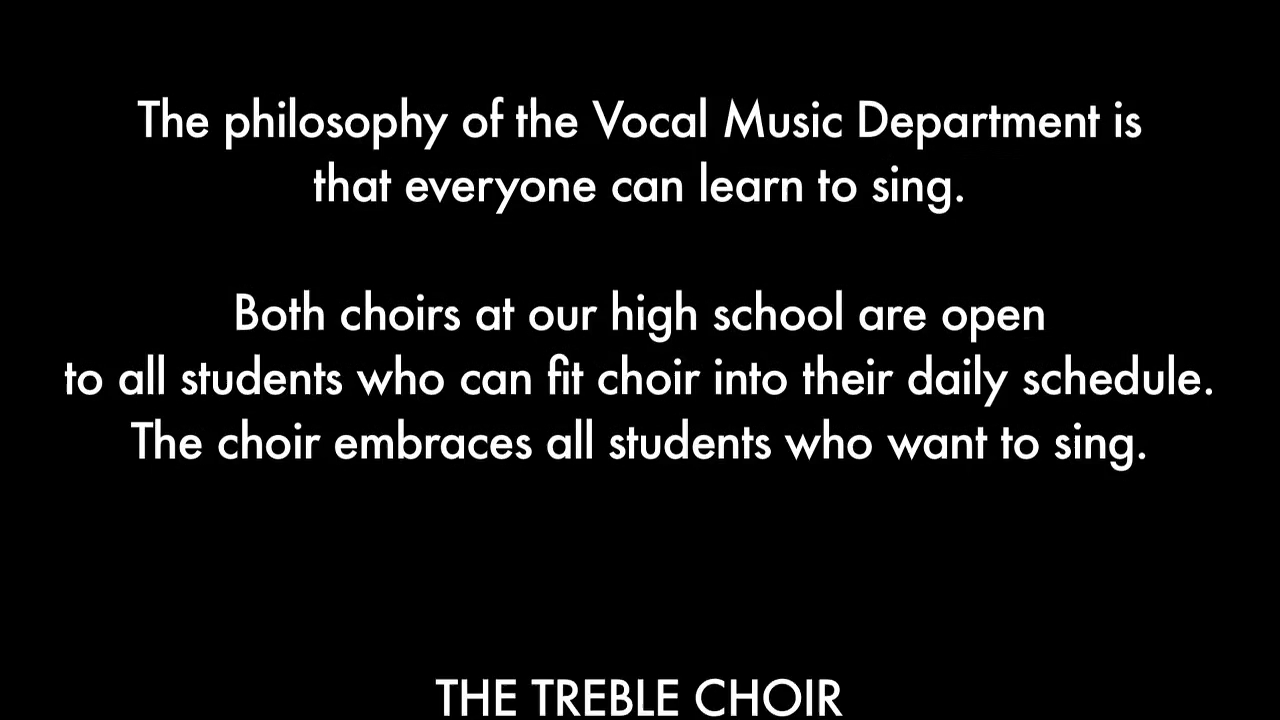 The philosophy of the Vocal Music Department is
that everyone can learn to sing.
Both choirs at our high school are open
to all students who can fit choir into their daily schedule.
The choir embraces all students who want to sing.
THE TREBLE CHOIR